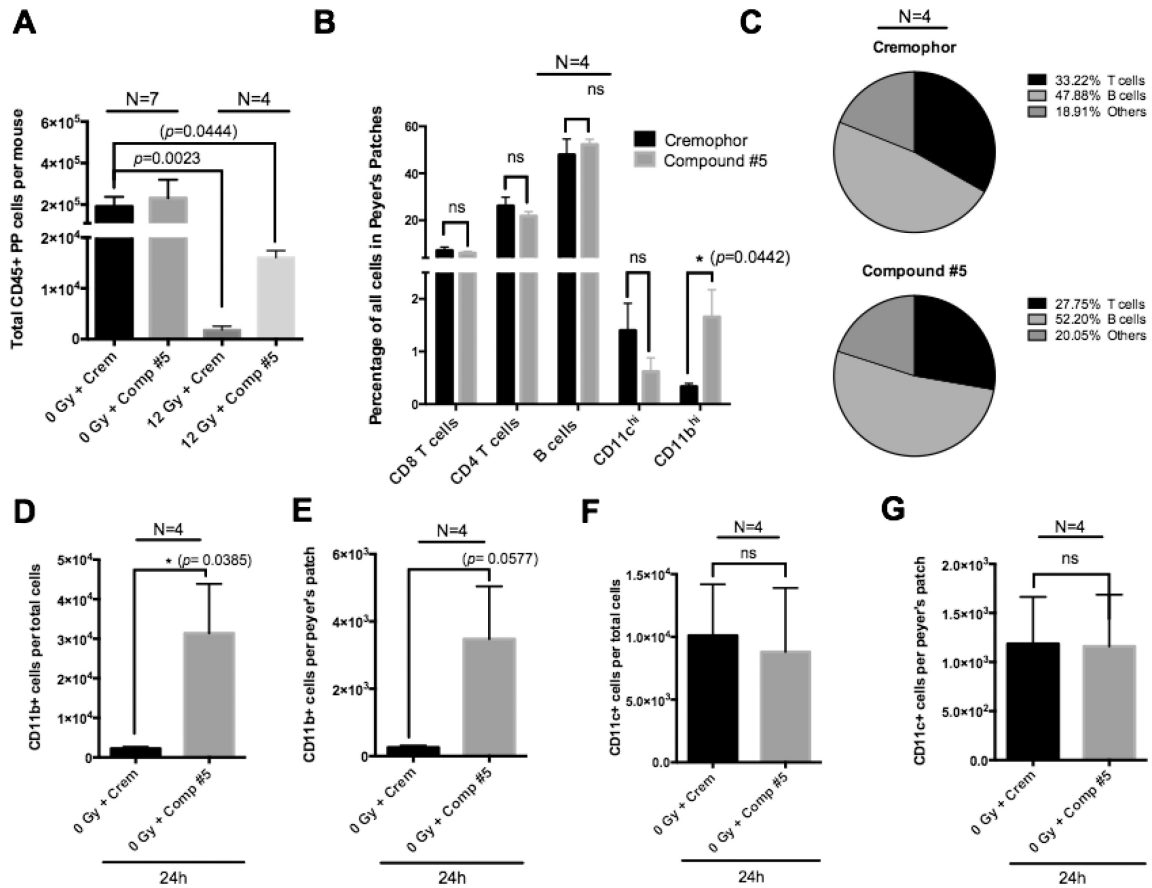 A
N=7
N=4
(p=0.0444)
p=0.0023
6×10⁵
4×10⁵
2×10⁵
2×10⁴
1×10⁴
0
Total CD45+ PP cells per mouse
0 Gy + Crem
0 Gy + Comp #5
12 Gy + Crem
12 Gy + Comp #5
B
N=4
ns
ns
ns
ns
* (p=0.0442)
Cremophor
Compound #5
60
40
20
2
1
0
Percentage of all cells in Peyer's Patches
CD8 T cells
CD4 T cells
B cells
CD11cʰⁱ
CD11bʰⁱ
C
N=4
Cremophor
33.22% T cells
47.88% B cells
18.91% Others
Compound #5
27.75% T cells
52.20% B cells
20.05% Others
D
N=4
* (p= 0.0385)
5×10⁴
4×10⁴
3×10⁴
2×10⁴
1×10⁴
0
CD11b+ cells per total cells
0 Gy + Crem
0 Gy + Comp #5
24h
E
N=4
(p= 0.0577)
6×10³
4×10³
2×10³
0
CD11b+ cells per peyer's patch
0 Gy + Crem
0 Gy + Comp #5
24h
F
N=4
ns
1.5×10⁴
1.0×10⁴
5.0×10³
0.0
CD11c+ cells per total cells
0 Gy + Crem
0 Gy + Comp #5
24h
G
N=4
ns
2.0×10³
1.5×10³
1.0×10³
5.0×10²
0.0
CD11c+ cells per peyer's patch
0 Gy + Crem
0 Gy + Comp #5
24h